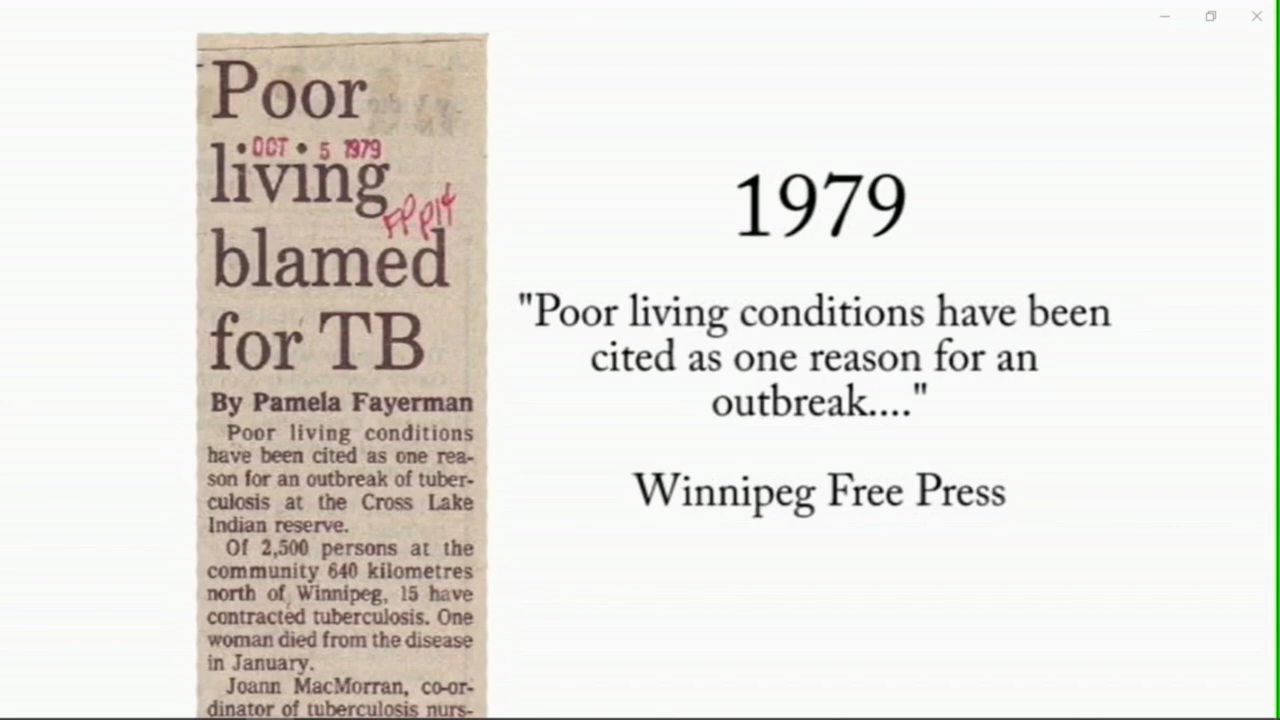 Poor
living
blamed
for TB
OCT 5 1979
FP P14
By Pamela Fayerman
Poor living conditions
have been cited as one rea-
son for an outbreak of tuber-
culosis at the Cross Lake
Indian reserve.
Of 2,500 persons at the
community 640 kilometres
north of Winnipeg, 15 have
contracted tuberculosis. One
woman died from the disease
in January.
Joann MacMorran, co-or-
dinator of tuberculosis nurs-
1979
"Poor living conditions have been
cited as one reason for an
outbreak...."
Winnipeg Free Press